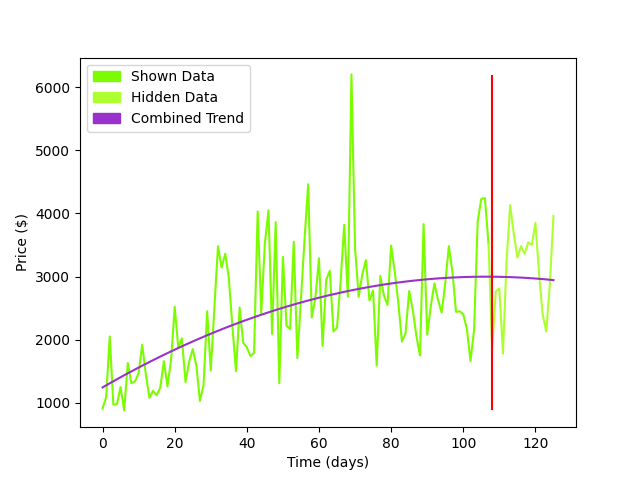 Shown Data
Hidden Data
Combined Trend
Price ($)
6000
5000
4000
3000
2000
1000
0 20 40 60 80 100 120
Time (days)